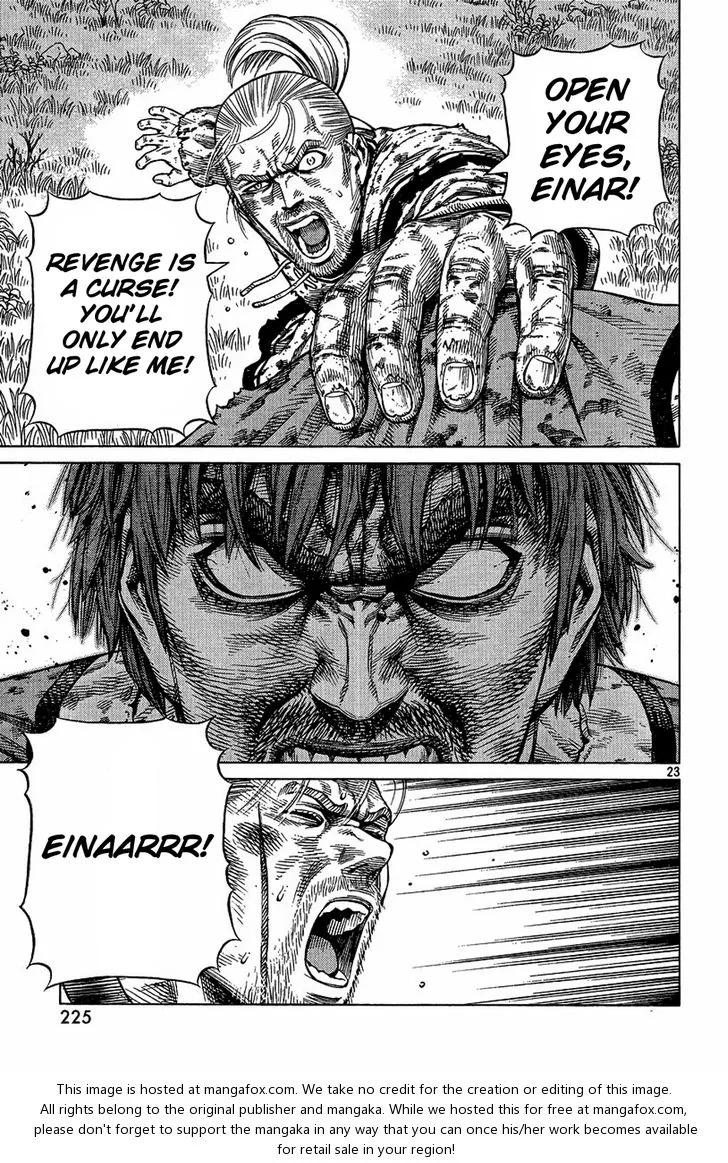 OPEN
YOUR
EYES,
EINAR!
REVENGE IS
A CURSE!
YOU'LL
ONLY END
UP LIKE ME!
23
EINAARRR!
225
This image is hosted at mangafox.com. We take no credit for the creation or editing of this image.
All rights belong to the original publisher and mangaka. While we hosted this for free at mangafox.com,
please don't forget to support the mangaka in any way that you can once his/her work becomes available
for retail sale in your region!